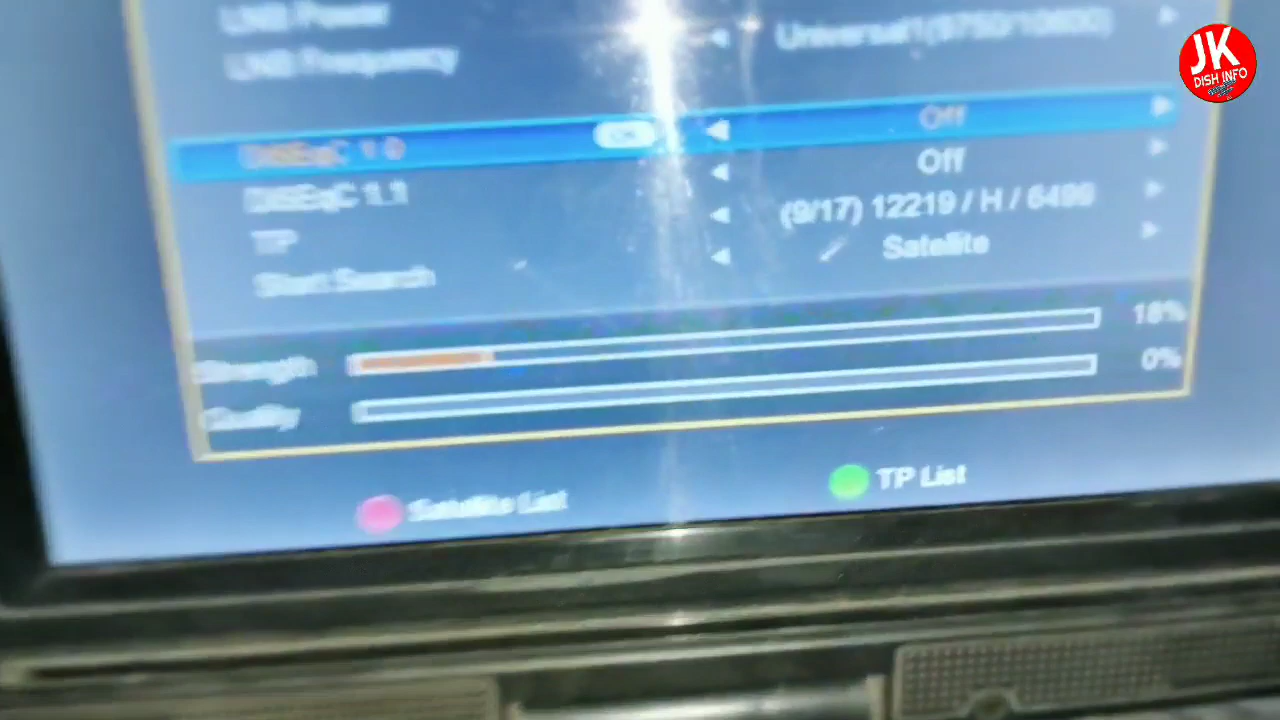 LNB Power
LNB Frequency Universal1(9750/10600)
JK
DISH INFO
DiSEqC 1.0 Off
DiSEqC 1.1 Off
TP (9/17) 12219 / H / 6499
Start Search Satellite
Strength 18%
Quality 0%
Satellite List TP List